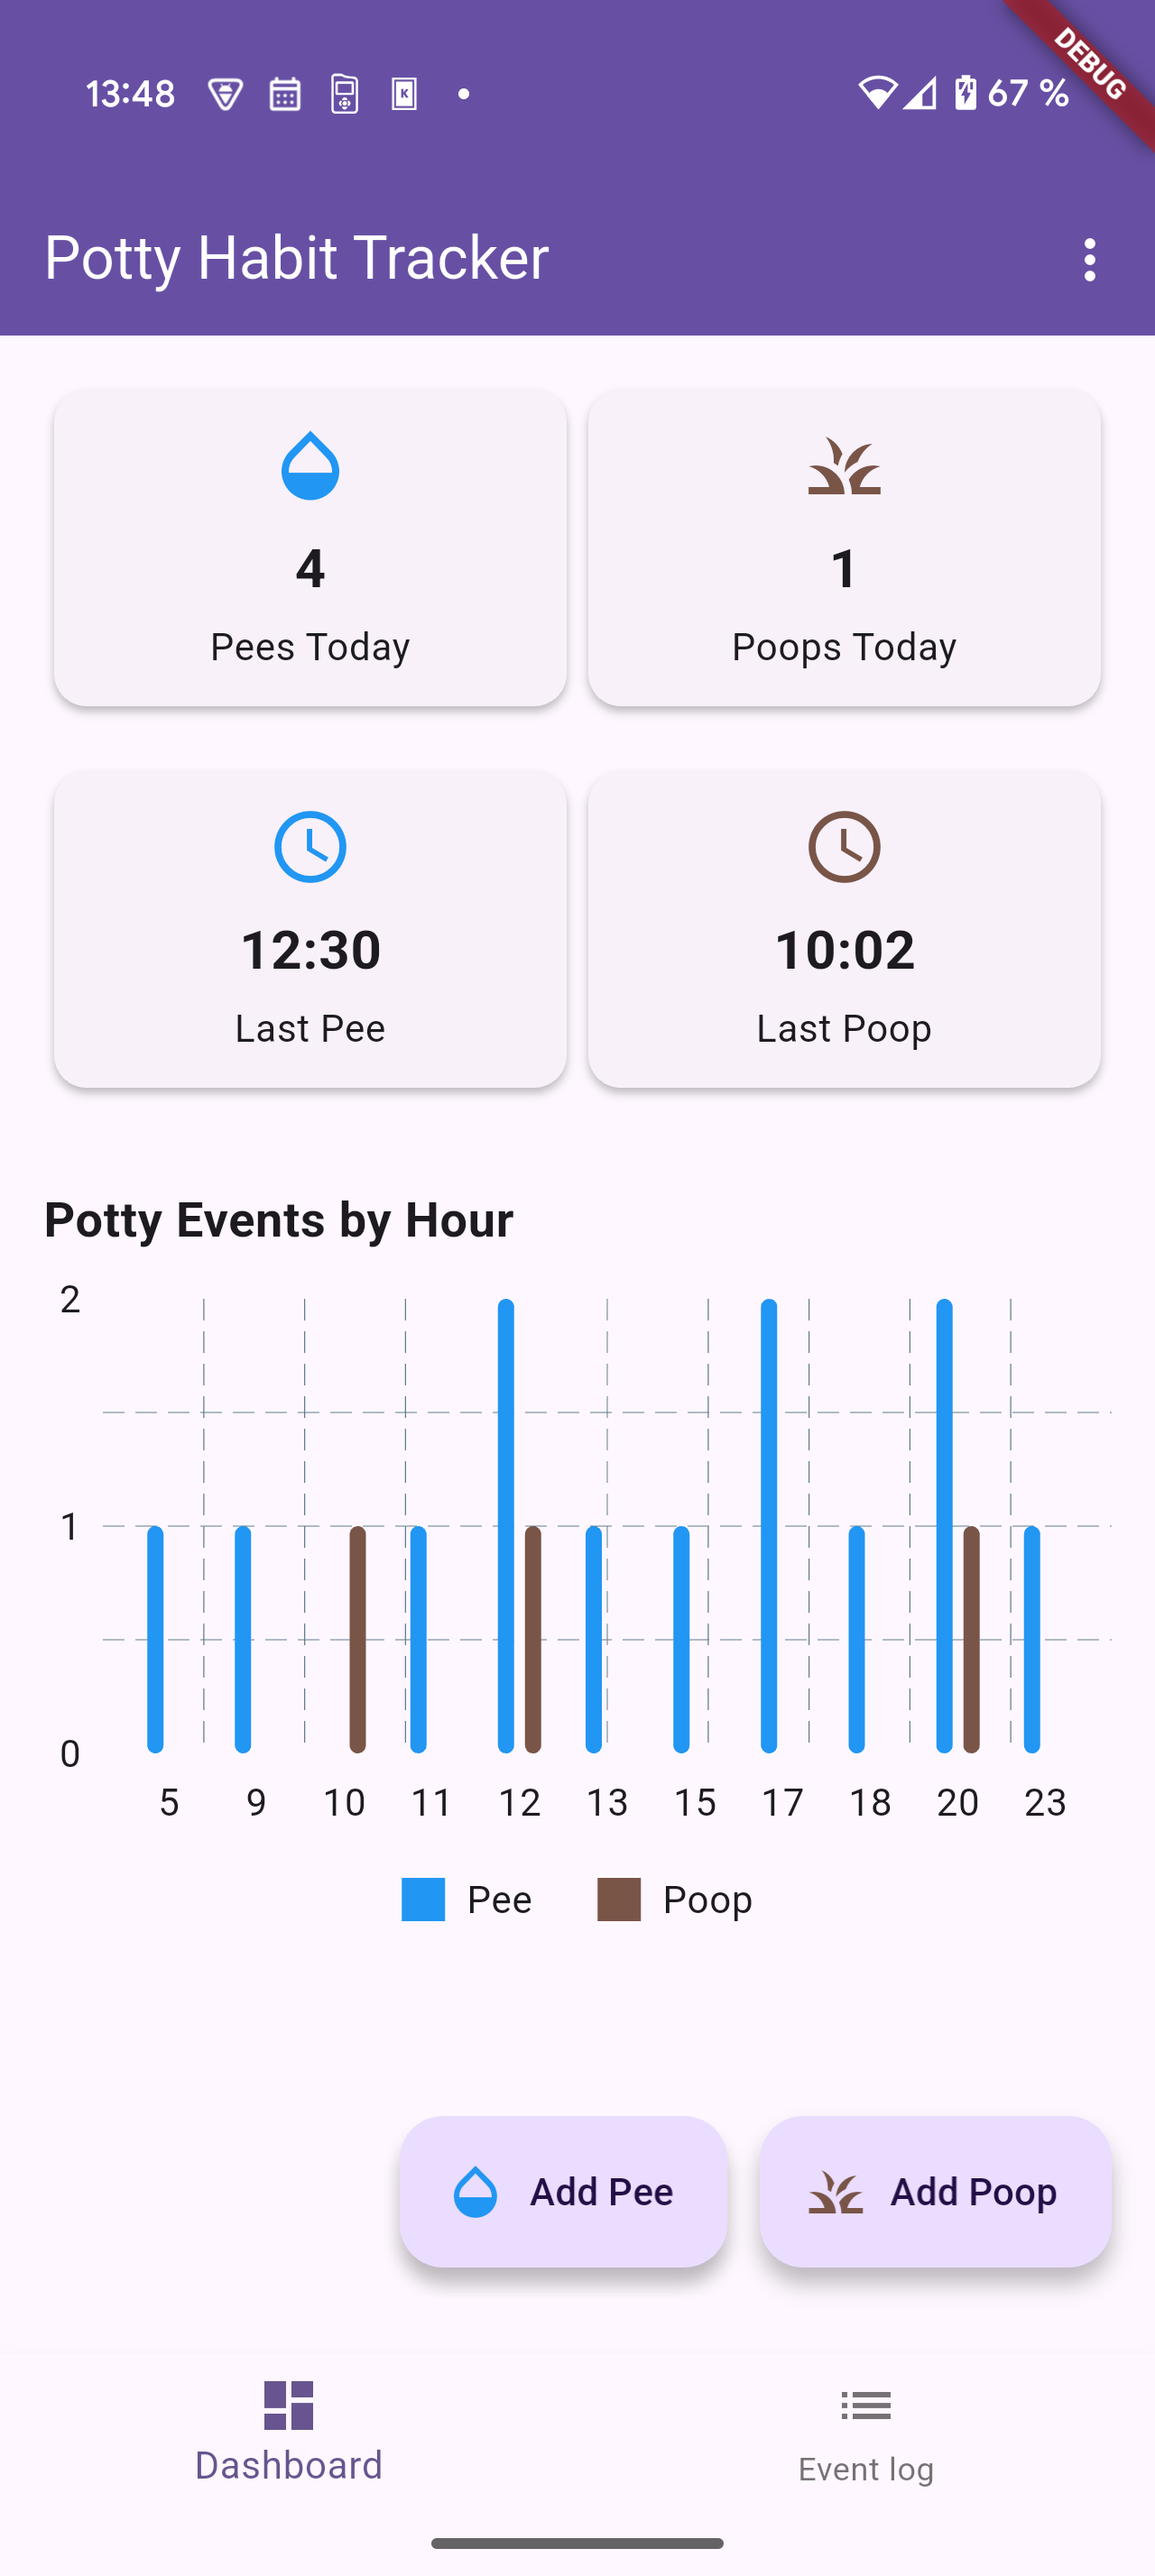 13:48
67 %
DEBUG
Potty Habit Tracker
4
1
Pees Today
Poops Today
12:30
10:02
Last Pee
Last Poop
Potty Events by Hour
2
1
0
5 9 10 11 12 13 15 17 18 20 23
Pee Poop
Add Pee
Add Poop
Dashboard
Event log